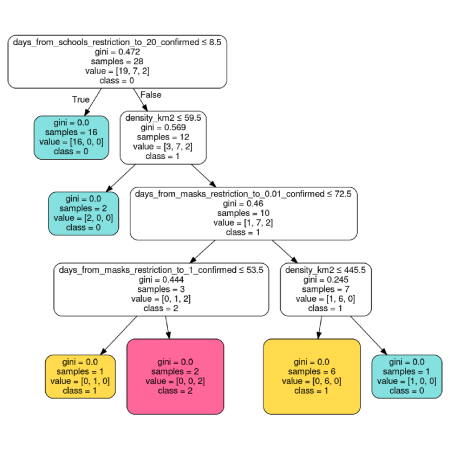 days_from_schools_restriction_to_20_confirmed ≤ 8.5
gini = 0.472
samples = 28
value = [19, 7, 2]
class = 0
True
False
gini = 0.0
samples = 16
value = [16, 0, 0]
class = 0
density_km2 ≤ 59.5
gini = 0.569
samples = 12
value = [3, 7, 2]
class = 1
gini = 0.0
samples = 2
value = [2, 0, 0]
class = 0
days_from_masks_restriction_to_0.01_confirmed ≤ 72.5
gini = 0.46
samples = 10
value = [1, 7, 2]
class = 1
days_from_masks_restriction_to_1_confirmed ≤ 53.5
gini = 0.444
samples = 3
value = [0, 1, 2]
class = 2
density_km2 ≤ 445.5
gini = 0.245
samples = 7
value = [1, 6, 0]
class = 1
gini = 0.0
samples = 1
value = [0, 1, 0]
class = 1
gini = 0.0
samples = 2
value = [0, 0, 2]
class = 2
gini = 0.0
samples = 6
value = [0, 6, 0]
class = 1
gini = 0.0
samples = 1
value = [1, 0, 0]
class = 0